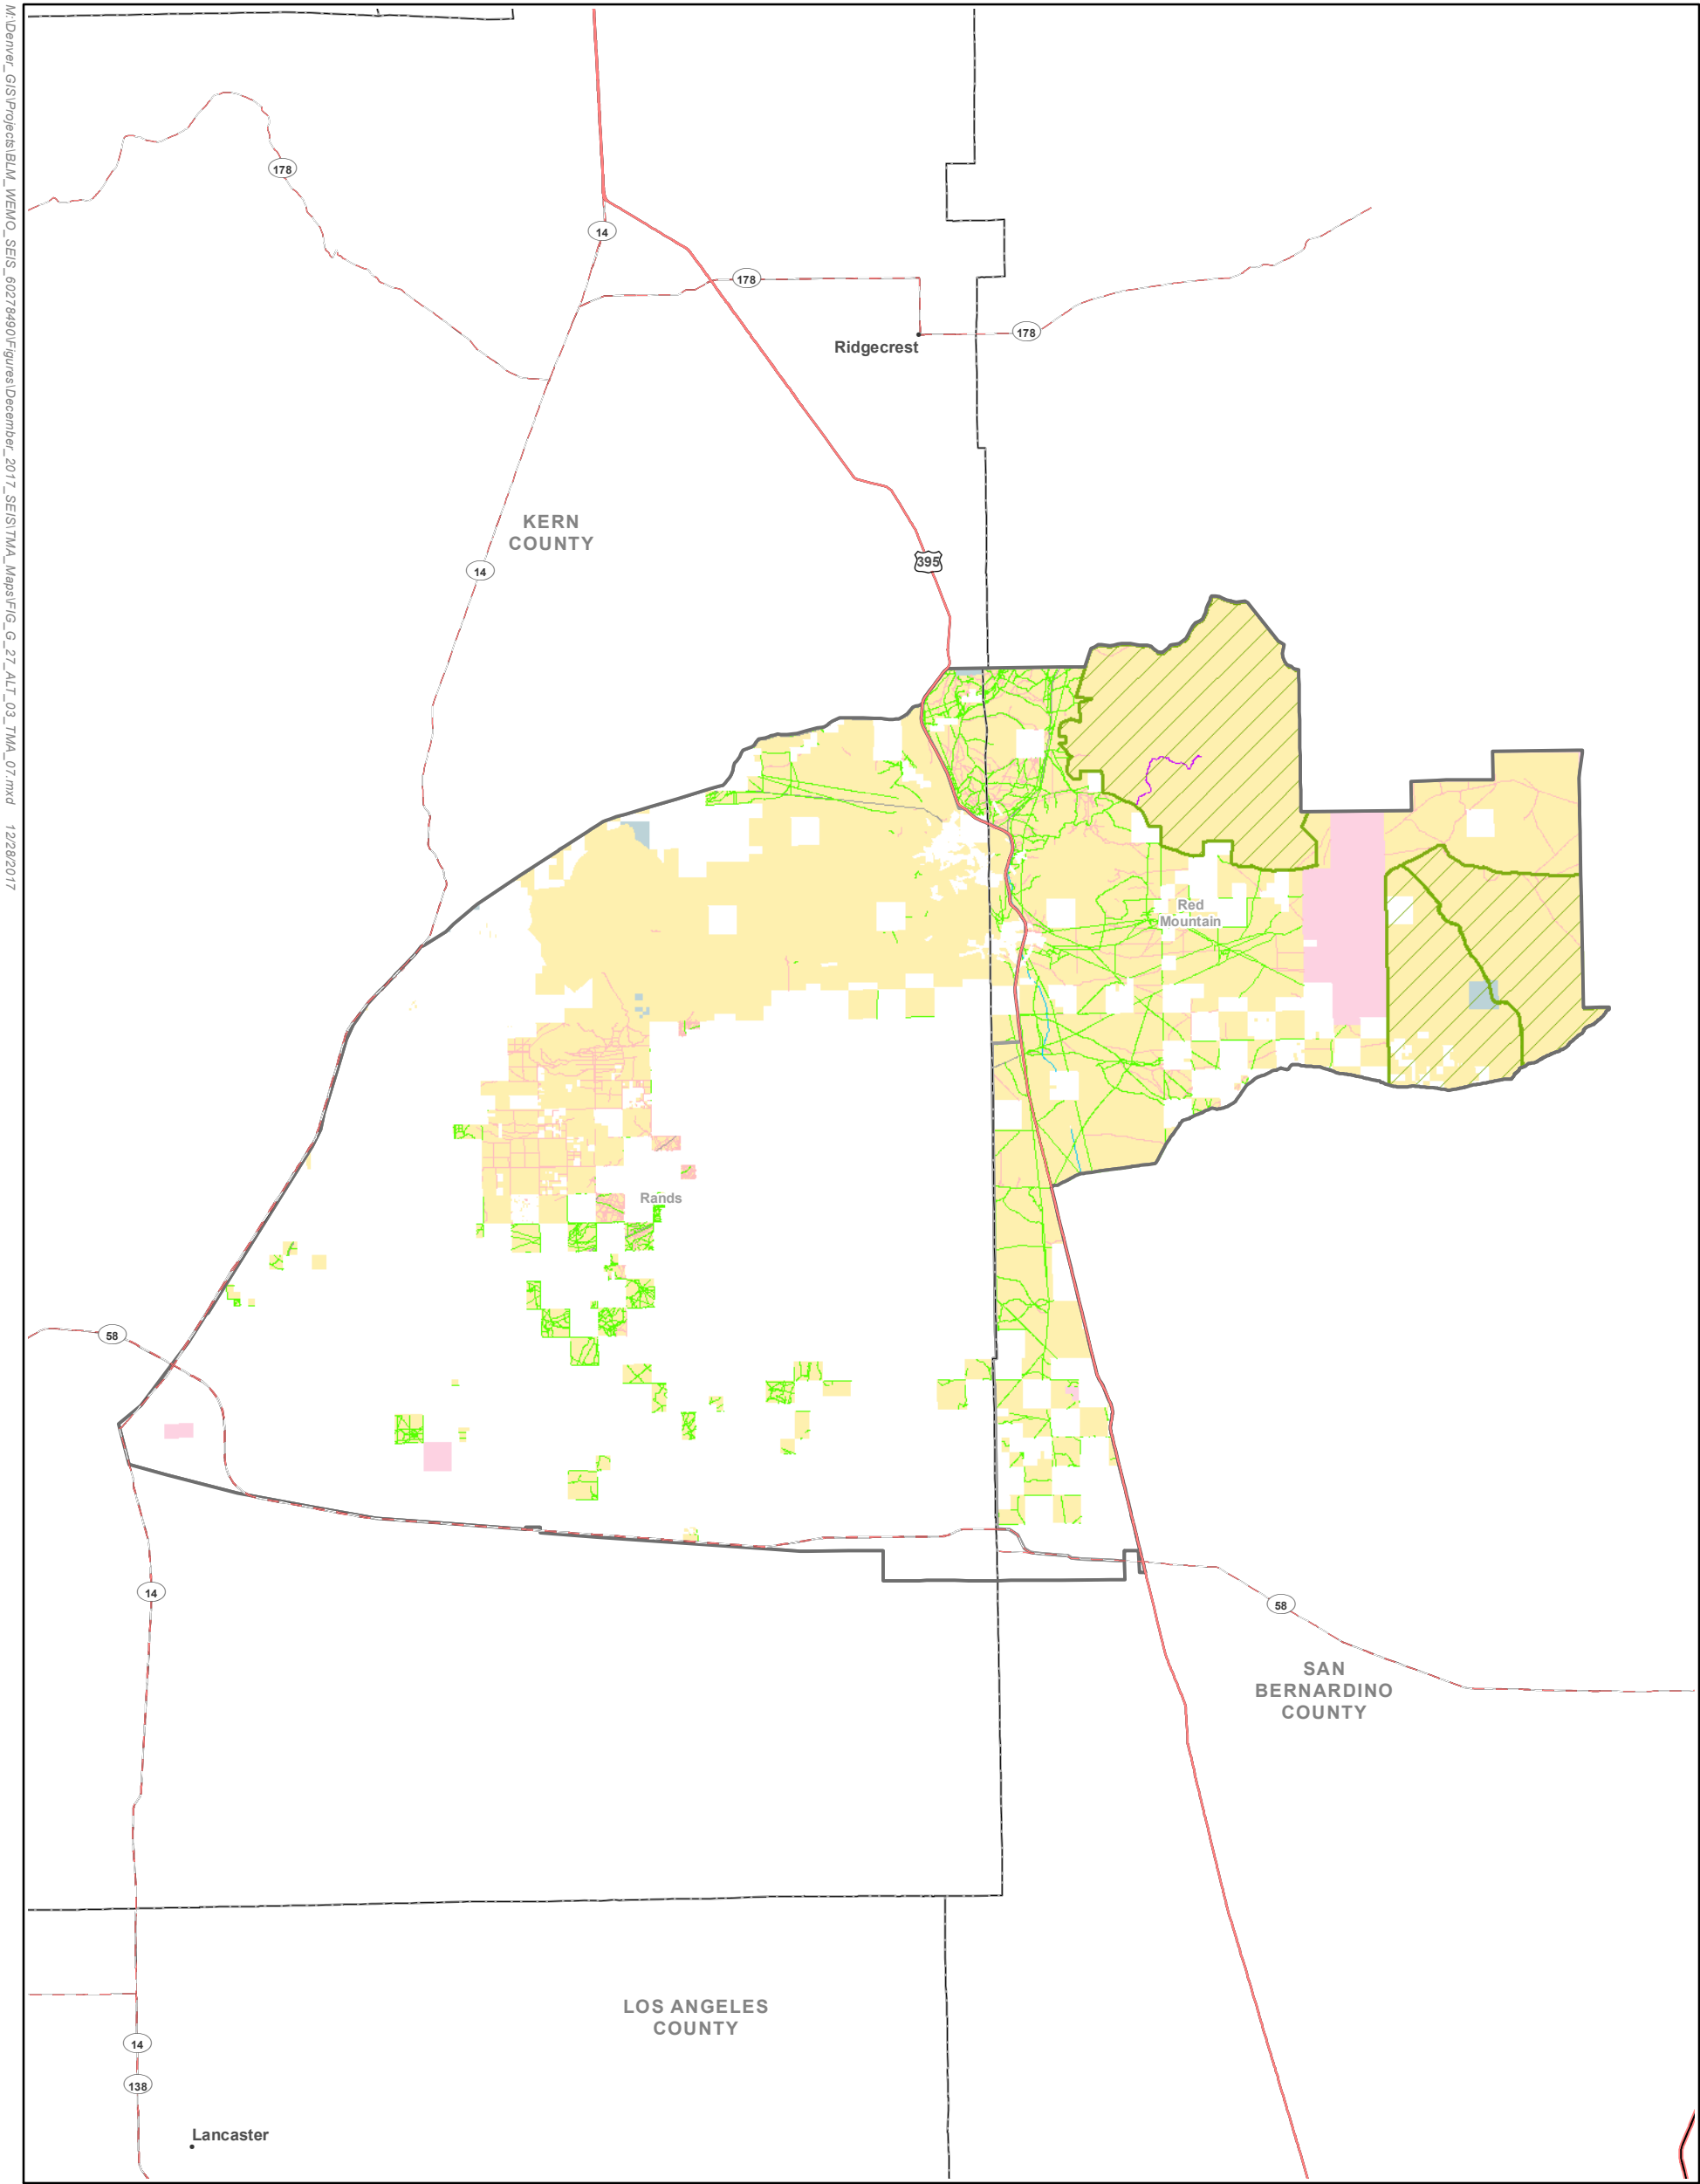 M:\Denver_GIS\Projects\BLM_WEMO_SEIS_60278490\Figures\December_2017_SEIS\TMA_Maps\FIG_G_27_ALT_03_TMA_07.mxd 12/28/2017
178
14
178
178
Ridgecrest
KERN
COUNTY
395
14
Red
Mountain
Rands
58
14
58
SAN
BERNARDINO
COUNTY
LOS ANGELES
COUNTY
14
138
Lancaster